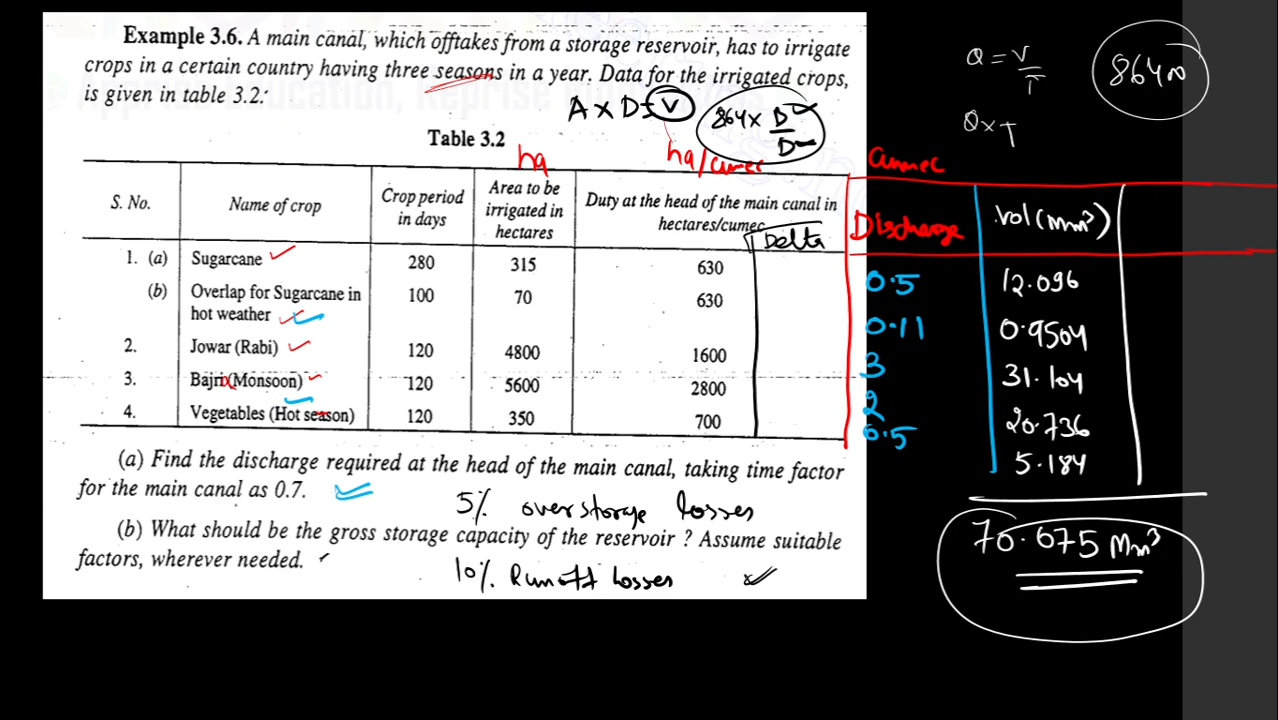 Example 3.6. A main canal, which offtakes from a storage reservoir, has to irrigate
crops in a certain country having three seasons in a year. Data for the irrigated crops,
is given in table 3.2.
A x D = V
864 x B/D
Q = V/T
Q x T
86400
Table 3.2
ha
ha/cumec
Cumec
S. No. Name of crop Crop period in days Area to be irrigated in hectares Duty at the head of the main canal in hectares/cumec Delta Discharge vol (Mm³)
1. (a) Sugarcane 280 315 630 0.5 12.096
(b) Overlap for Sugarcane in hot weather 100 70 630 0.11 0.9504
2. Jowar (Rabi) 120 4800 1600 3 31.104
3. Bajri (Monsoon) 120 5600 2800 2 20.736
4. Vegetables (Hot season) 120 350 700 0.5 5.184
70.075 Mm³
(a) Find the discharge required at the head of the main canal, taking time factor
for the main canal as 0.7.
5% over storage losses
(b) What should be the gross storage capacity of the reservoir ? Assume suitable
factors, wherever needed.
10% Runoff losses